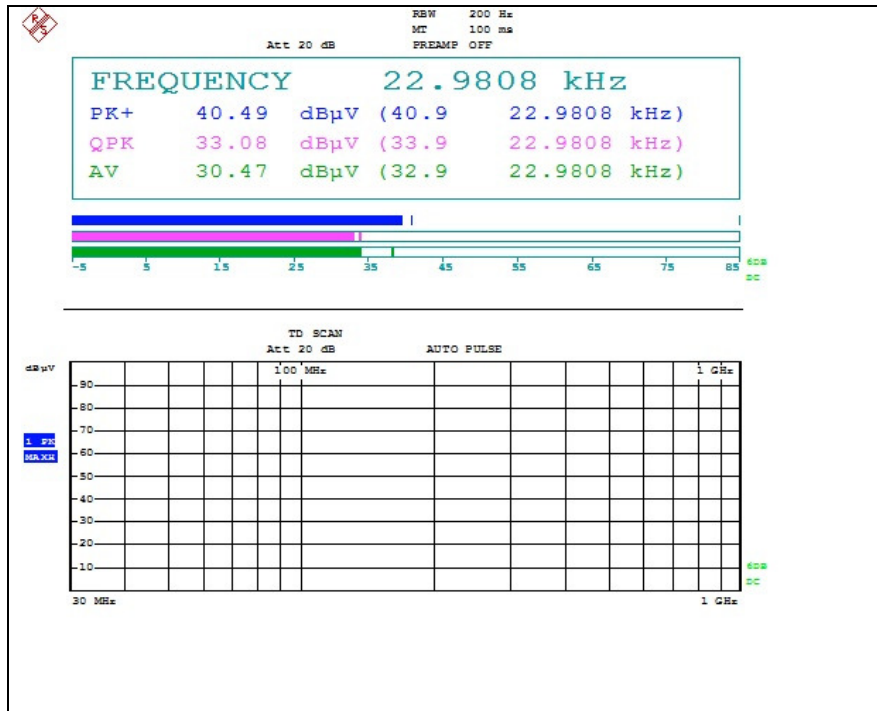 R S
RBW 200 Hz
MT 100 ms
Att 20 dB PREAMP OFF
FREQUENCY 22.9808 kHz
PK+ 40.49 dBµV (40.9 22.9808 kHz)
QPK 33.08 dBµV (33.9 22.9808 kHz)
AV 30.47 dBµV (32.9 22.9808 kHz)
-5 5 15 25 35 45 55 65 75 85
6DB
DC
TD SCAN
Att 20 dB AUTO PULSE
dBµV 100 MHz 1 GHz
90
80
70
1 PK
60
MAXH
50
40
30
20
10
6DB
DC
30 MHz 1 GHz